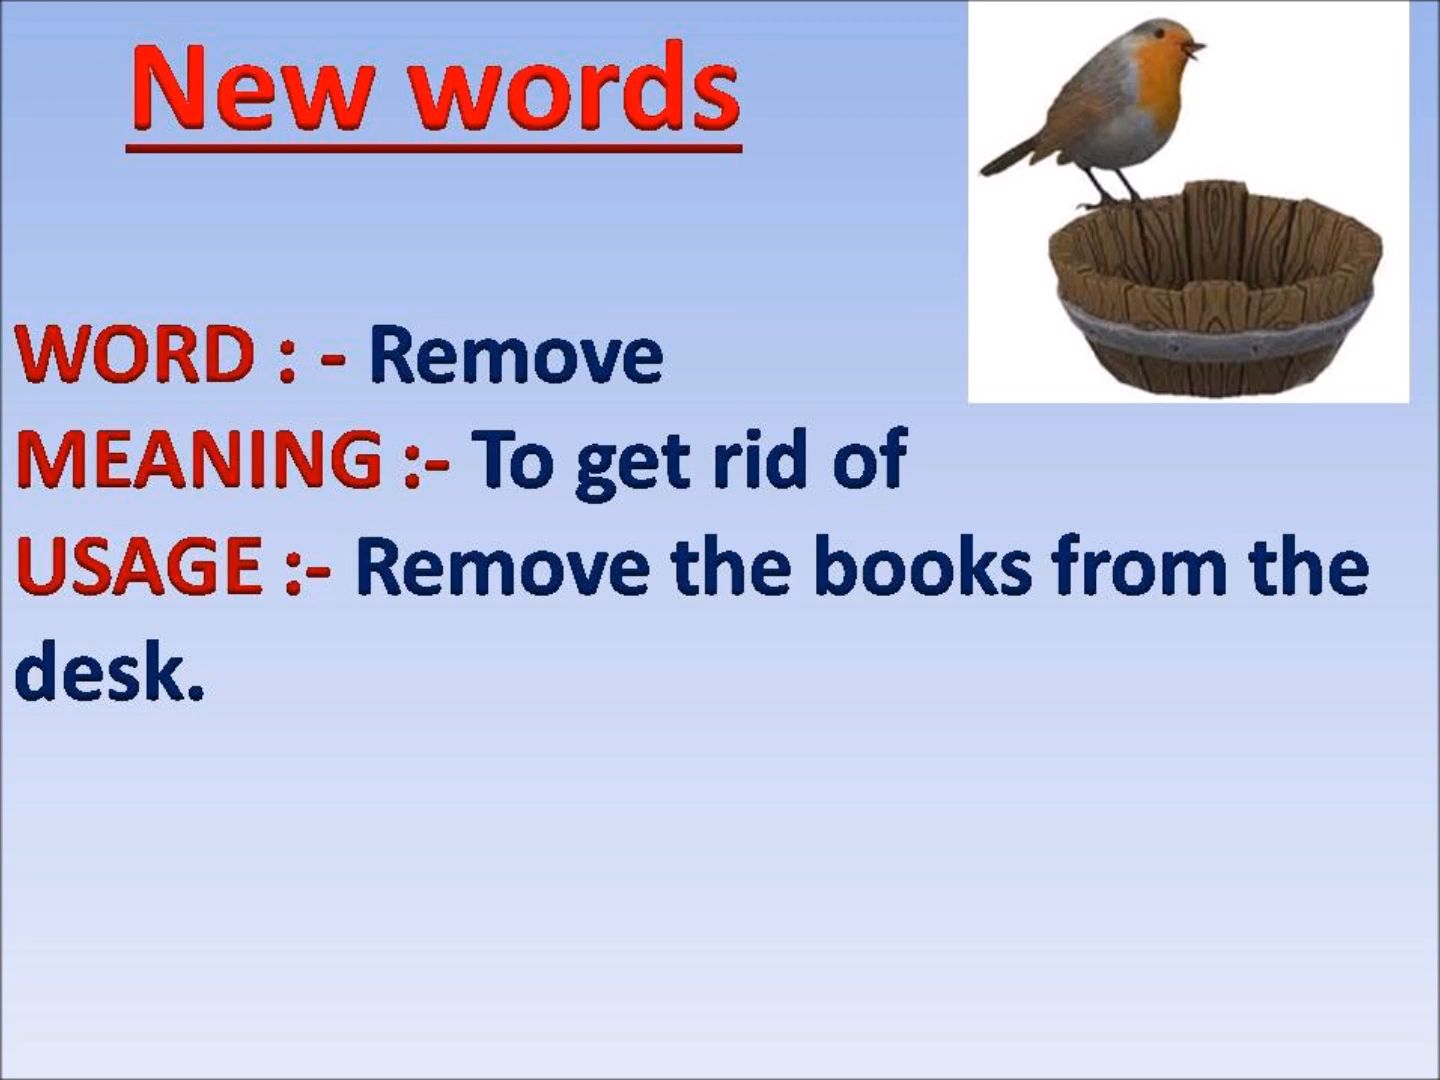 New words
WORD : - Remove
MEANING :- To get rid of
USAGE :- Remove the books from the
desk.